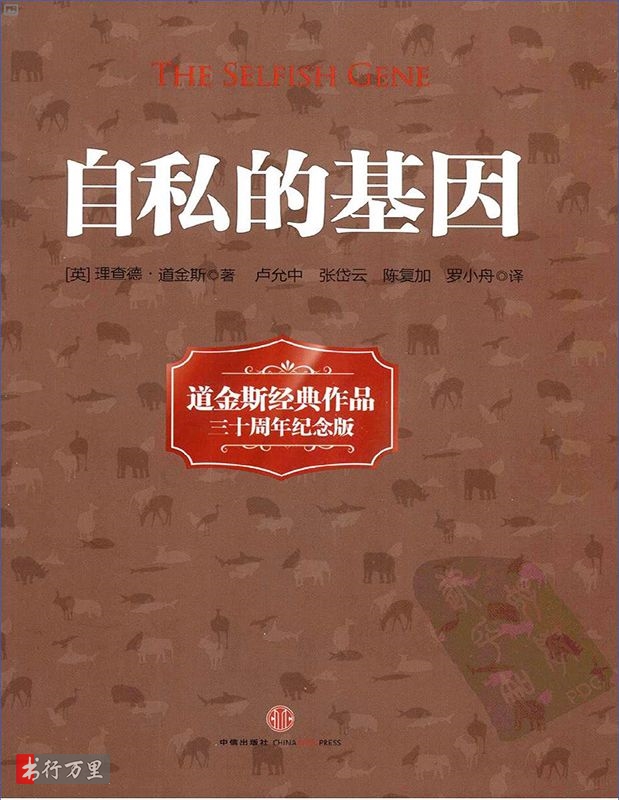 THE SELFISH GENE
自私的基因
[英]理查德·道金斯◎著 卢允中 张岱云 陈复加 罗小舟◎译
道金斯经典作品
三十周年纪念版
中信出版社 CHINA CITIC PRESS
书行万里